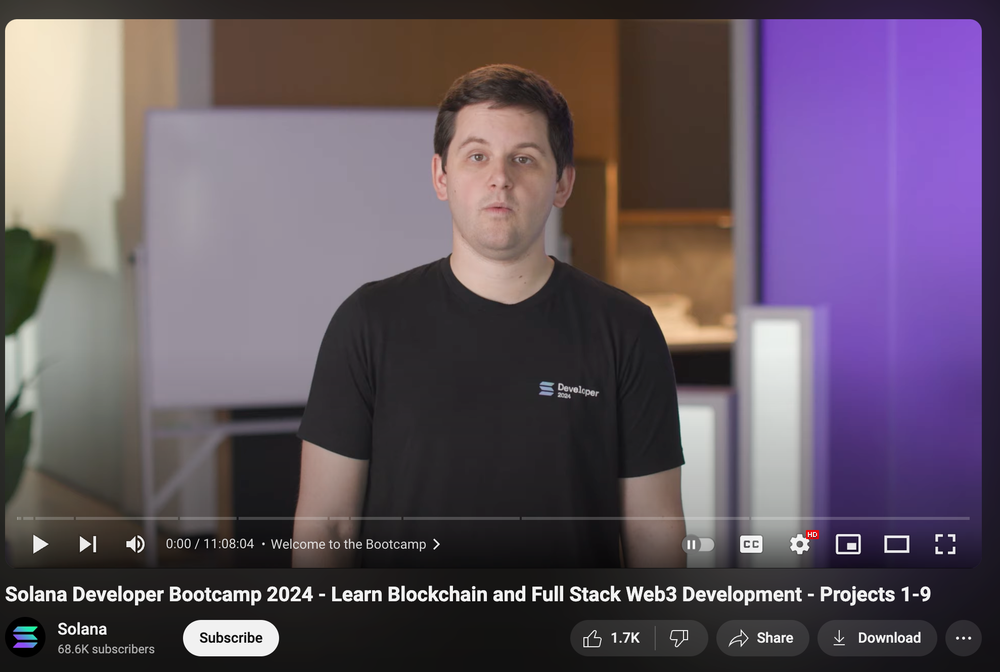 Developer
2024
0:00 / 11:08:04 • Welcome to the Bootcamp
CC
HD
Solana Developer Bootcamp 2024 - Learn Blockchain and Full Stack Web3 Development - Projects 1-9
Solana
68.6K subscribers
Subscribe
1.7K
Share
Download